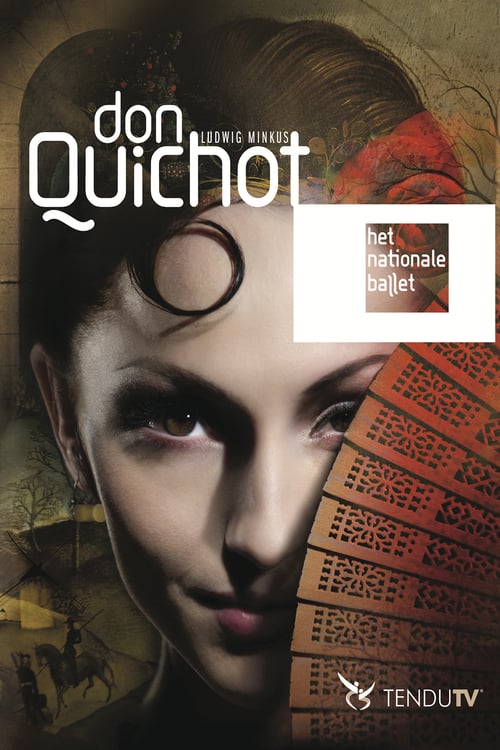 don
Quichot
LUDWIG MINKUS
het
nationale
ballet
TENDUTV®